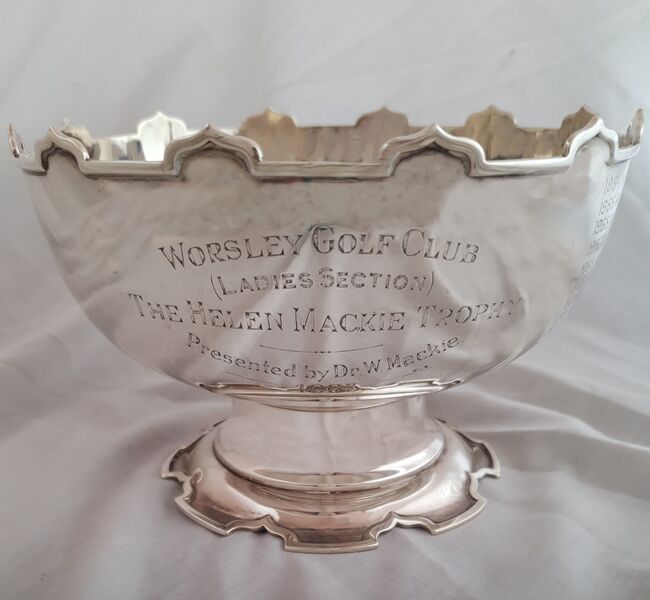 WORSLEY GOLF CLUB
(LADIES SECTION)
THE HELEN MACKIE TROPHY
Presented by Dr W Mackie